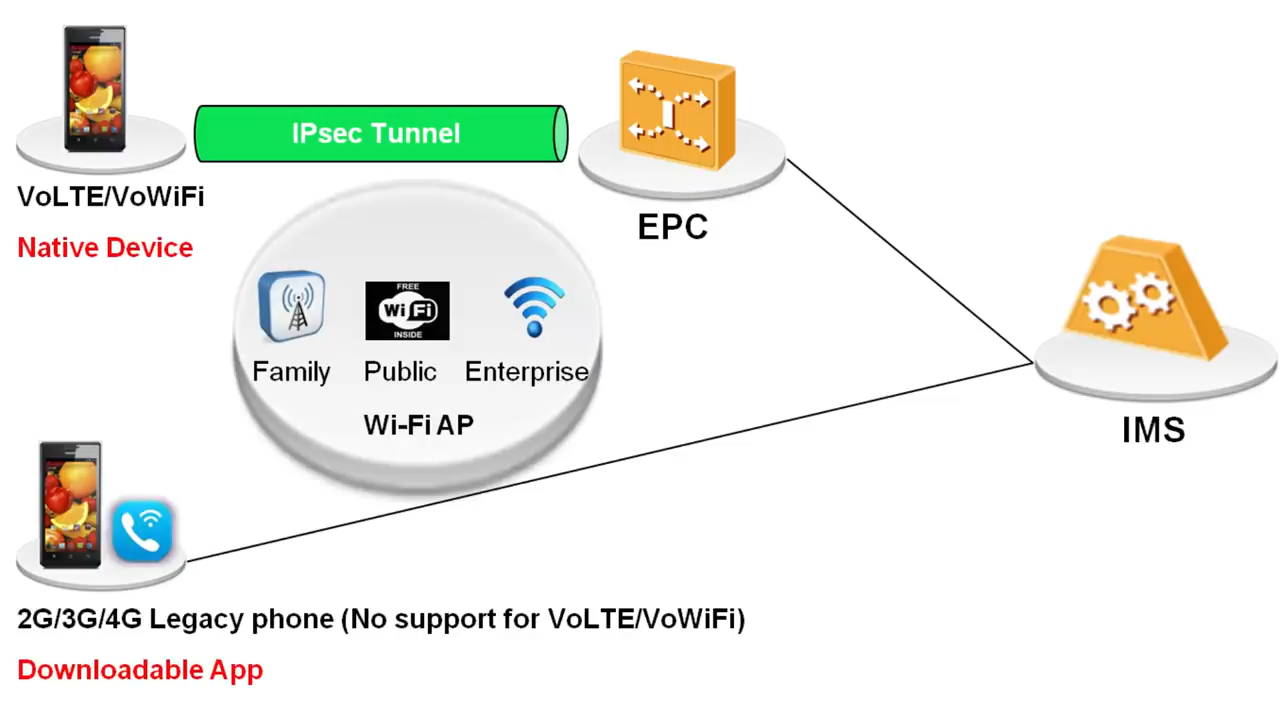 IPsec Tunnel
VoLTE/VoWiFi
Native Device
EPC
FREE
WiFi
INSIDE
Family
Public
Enterprise
Wi-Fi AP
IMS
2G/3G/4G Legacy phone (No support for VoLTE/VoWiFi)
Downloadable App